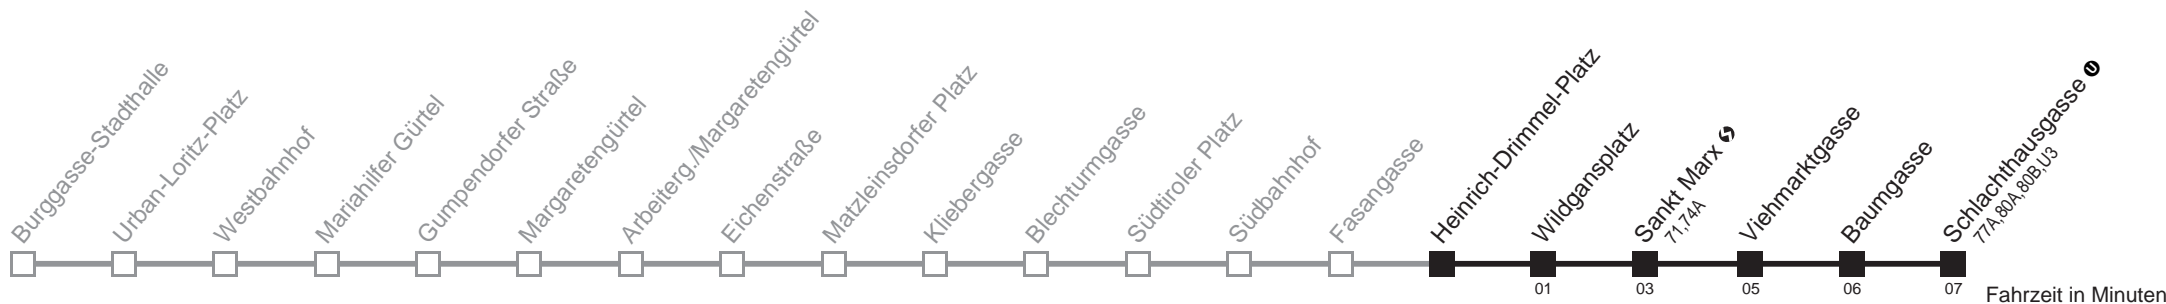 Burggasse-Stadthalle
Urban-Loritz-Platz
Westbahnhof
Mariahilfer Gürtel
Gumpendorfer Straße
Margaretengürtel
Arbeiterg./Margaretengürtel
Eichenstraße
Matzleinsdorfer Platz
Kliebergasse
Blechturmgasse
Südtiroler Platz
Südbahnhof
Fasangasse
Heinrich-Drimmel-Platz
Wildgansplatz
Sankt Marx S
71,74A
Viehmarktgasse
Baumgasse
Schlachthausgasse U
77A,80A,80B,U3
01
03
05
06
07
Fahrzeit in Minuten